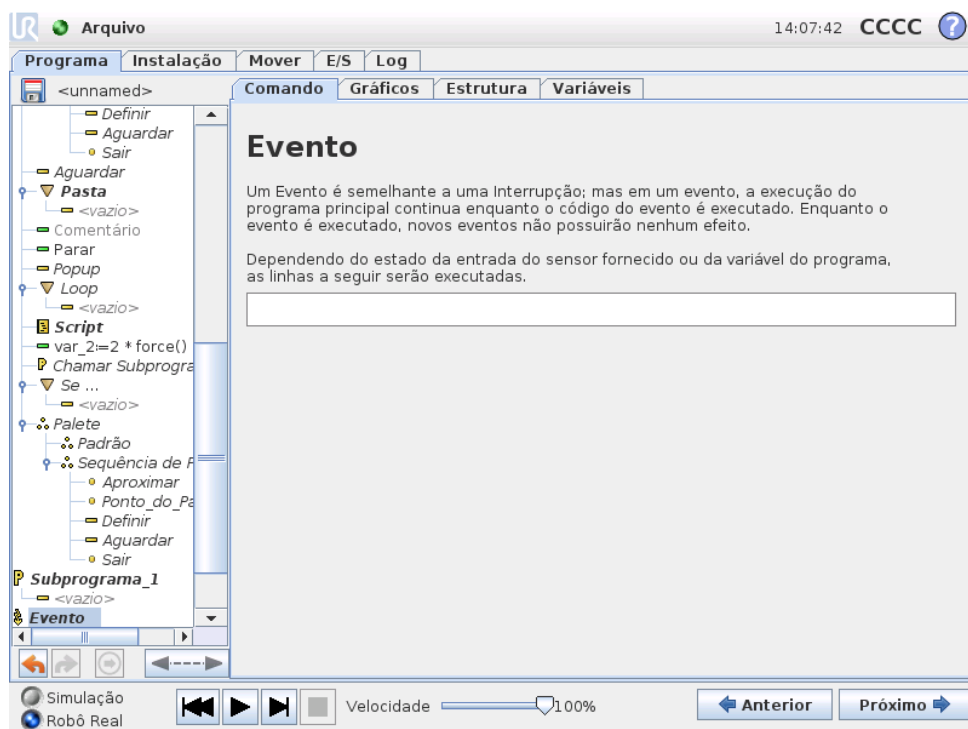 UR Arquivo 14:07:42 CCCC ?
Programa Instalação Mover E/S Log
<unnamed> Comando Gráficos Estrutura Variáveis
Definir
Aguardar
Sair
Aguardar
Pasta
<vazio>
Comentário
Parar
Popup
Loop
<vazio>
Script
var_2:=2 * force()
Chamar Subprogra
Se ...
<vazio>
Palete
Padrão
Sequência de P
Aproximar
Ponto_do_Pa
Definir
Aguardar
Sair
P Subprograma_1
<vazio>
Evento
Evento
Um Evento é semelhante a uma Interrupção; mas em um evento, a execução do
programa principal continua enquanto o código do evento é executado. Enquanto o
evento é executado, novos eventos não possuirão nenhum efeito.
Dependendo do estado da entrada do sensor fornecido ou da variável do programa,
as linhas a seguir serão executadas.
Simulação
Robô Real
Velocidade 100%
Anterior Próximo